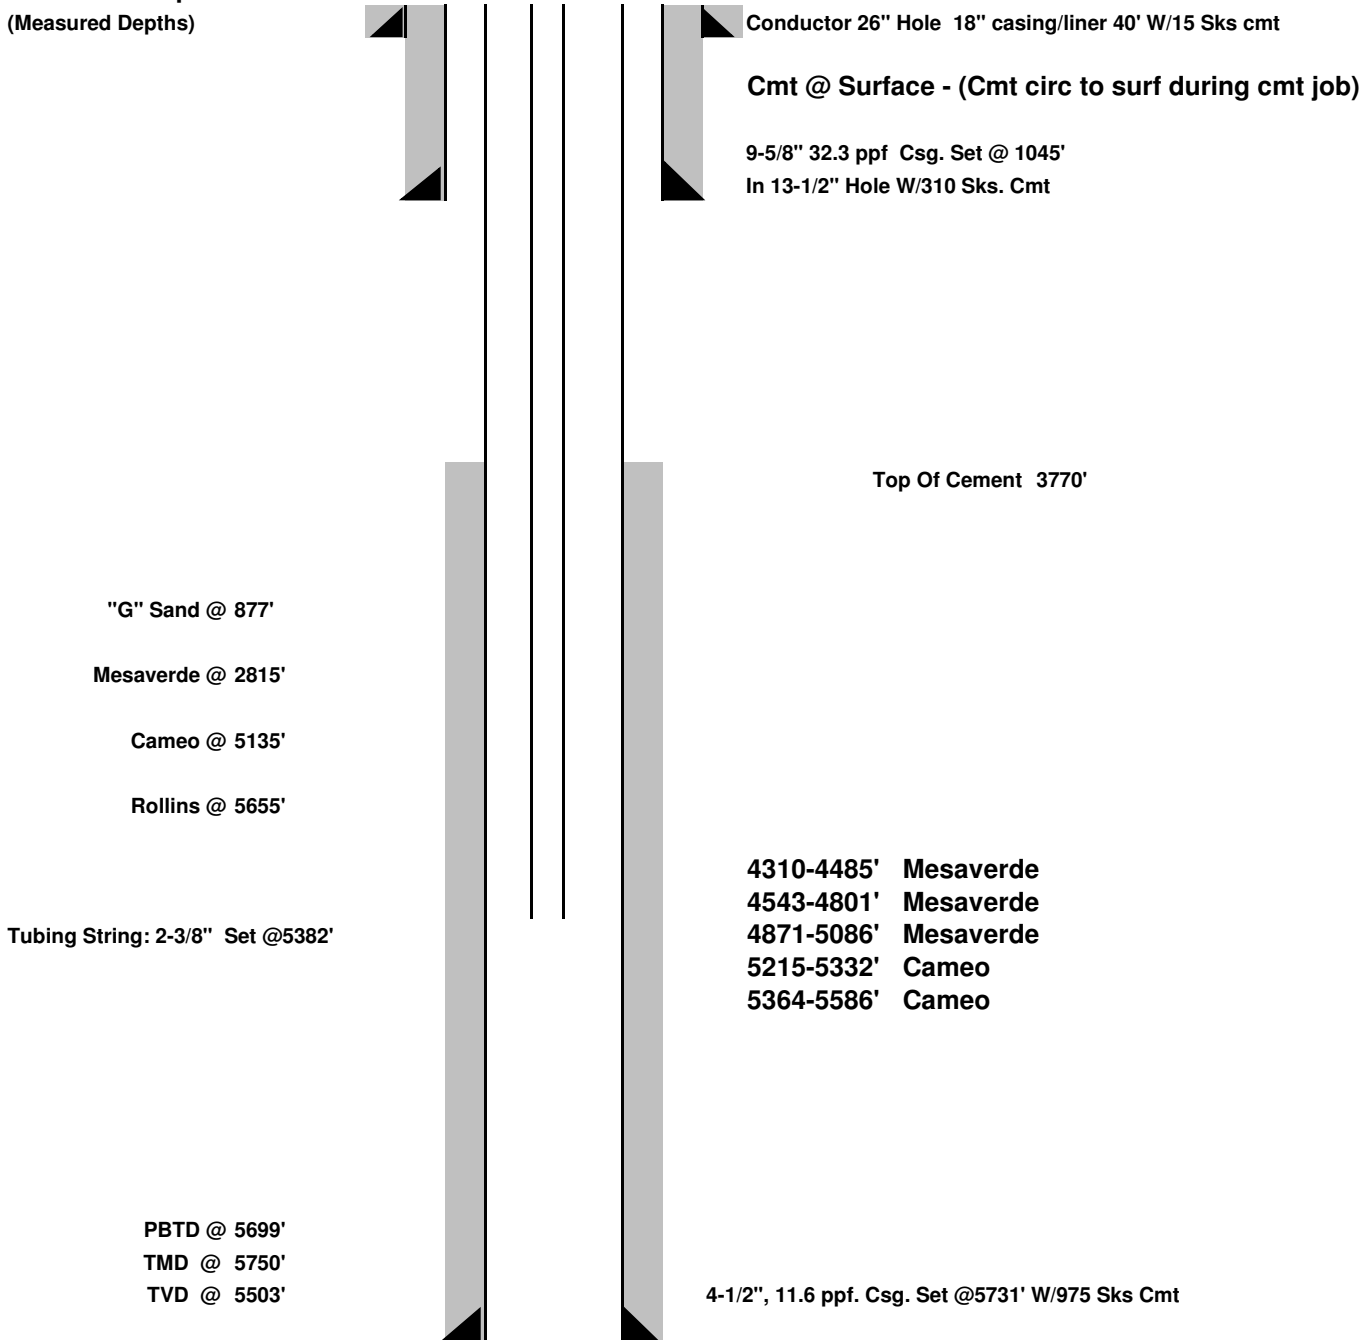 (Measured Depths)
Conductor 26" Hole 18" casing/liner 40' W/15 Sks cmt
Cmt @ Surface - (Cmt circ to surf during cmt job)
9-5/8" 32.3 ppf Csg. Set @ 1045'
In 13-1/2" Hole W/310 Sks. Cmt
Top Of Cement 3770'
"G" Sand @ 877'
Mesaverde @ 2815'
Cameo @ 5135'
Rollins @ 5655'
4310-4485' Mesaverde
4543-4801' Mesaverde
4871-5086' Mesaverde
5215-5332' Cameo
5364-5586' Cameo
Tubing String: 2-3/8" Set @5382'
PBTD @ 5699'
TMD @ 5750'
TVD @ 5503'
4-1/2", 11.6 ppf. Csg. Set @5731' W/975 Sks Cmt